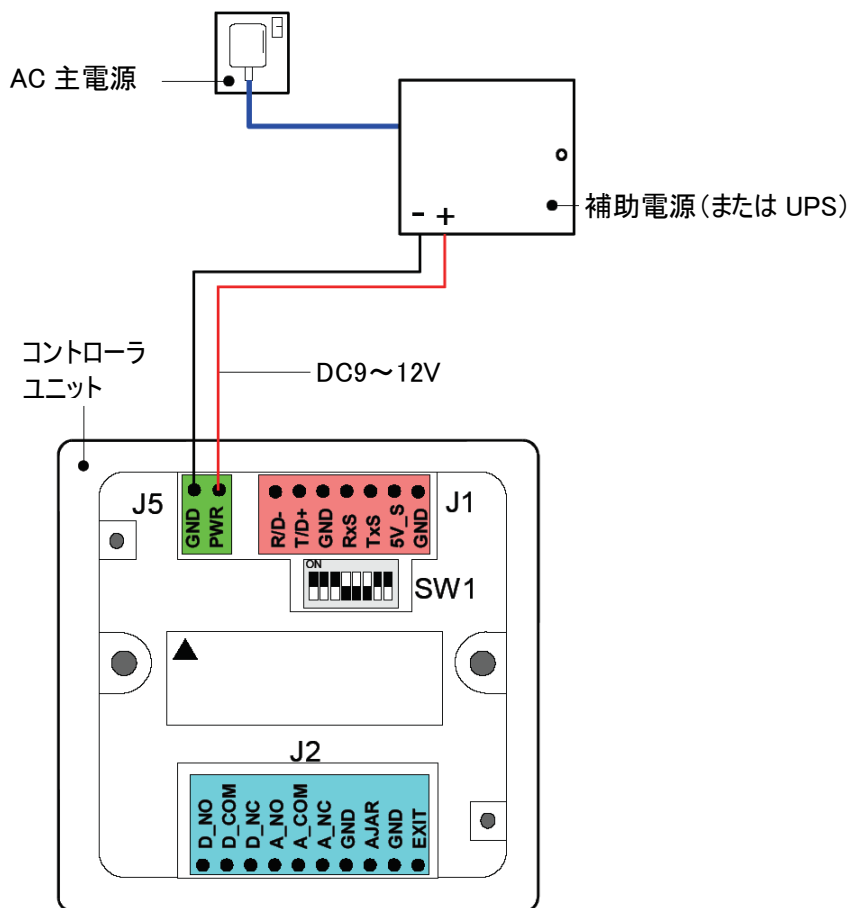 AC 主電源
- +
補助電源(または UPS)
コントローラ
ユニット
DC9～12V
J5
GND
PWR
R/D-
T/D+
GND
RxS
TxS
5V_S
GND
J1
ON
SW1
J2
D_NO
D_COM
D_NC
A_NO
A_COM
A_NC
GND
AJAR
GND
EXIT